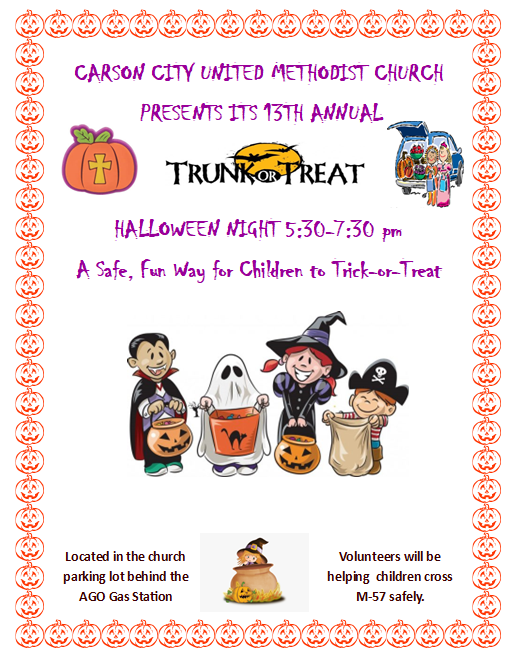 CARSON CITY UNITED METHODIST CHURCH
PRESENTS ITS 13TH ANNUAL
TRUNK OR TREAT
HALLOWEEN NIGHT 5:30-7:30 pm
A Safe, Fun Way for Children to Trick-or-Treat
Located in the church
parking lot behind the
AGO Gas Station
Volunteers will be
helping children cross
M-57 safely.